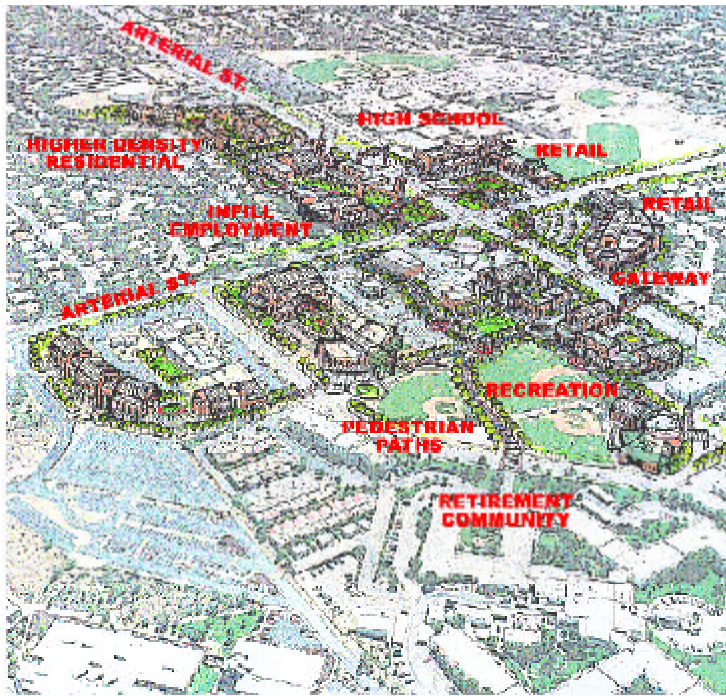 ARTERIAL ST.
HIGH SCHOOL
HIGHER DENSITY
RESIDENTIAL
RETAIL
RETAIL
INFILL
EMPLOYMENT
GATEWAY
ARTERIAL ST.
RECREATION
PEDESTRIAN
PATHS
RETIREMENT
COMMUNITY